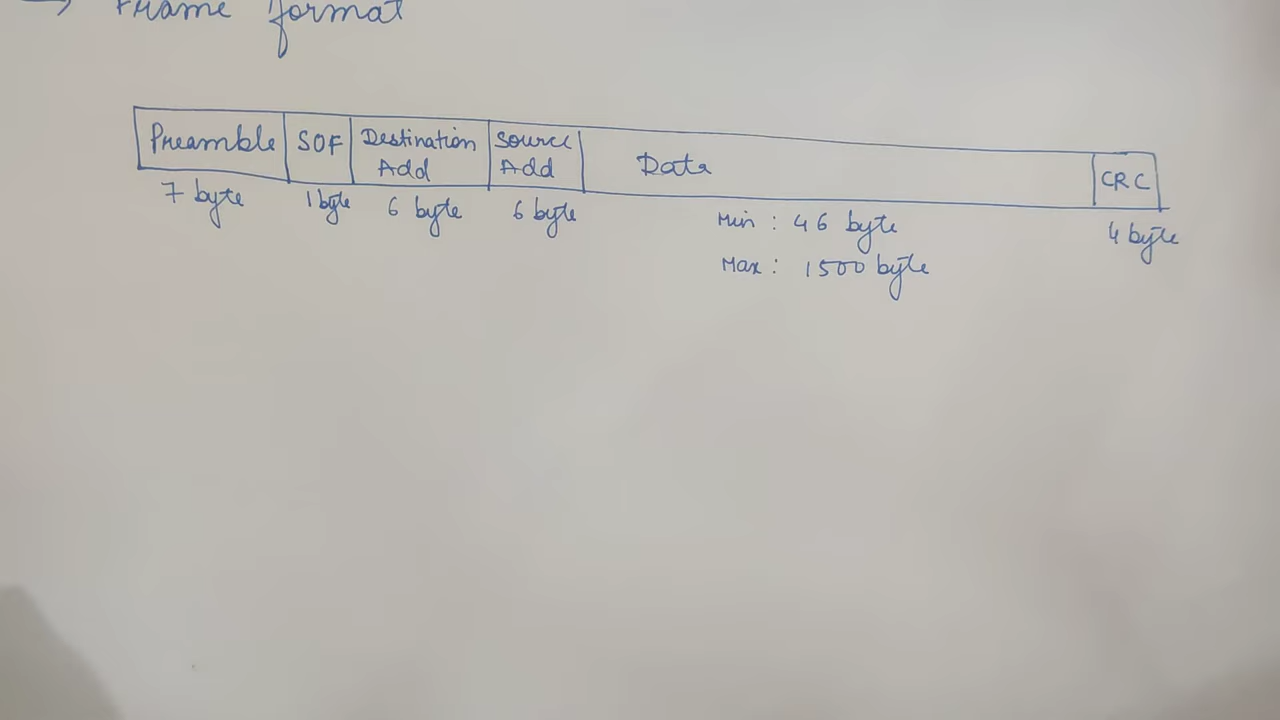 → Frame format
Preamble SOF Destination Add Source Add Data CRC
7 byte 1 byte 6 byte 6 byte Min : 46 byte 4 byte
Max : 1500 byte